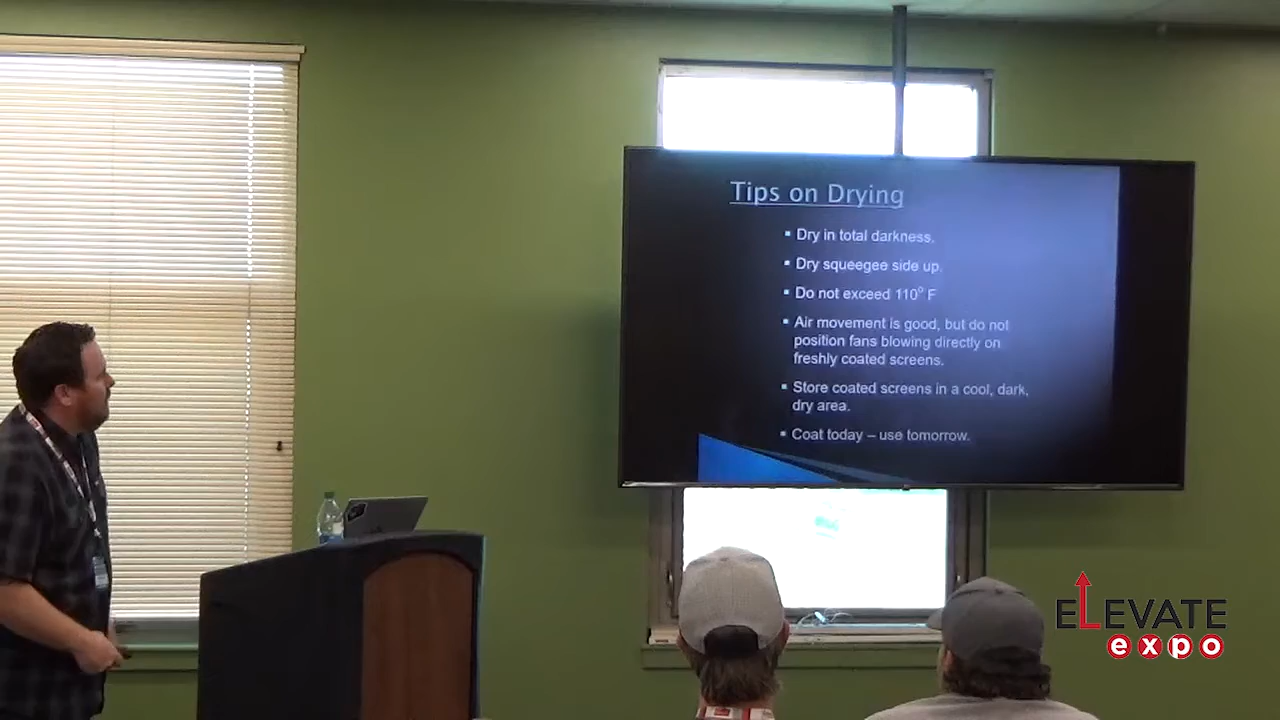 Tips on Drying
▪ Dry in total darkness.
▪ Dry squeegee side up.
▪ Do not exceed 110° F
▪ Air movement is good, but do not
position fans blowing directly on
freshly coated screens.
▪ Store coated screens in a cool, dark,
dry area.
▪ Coat today – use tomorrow.
ELEVATE
expo